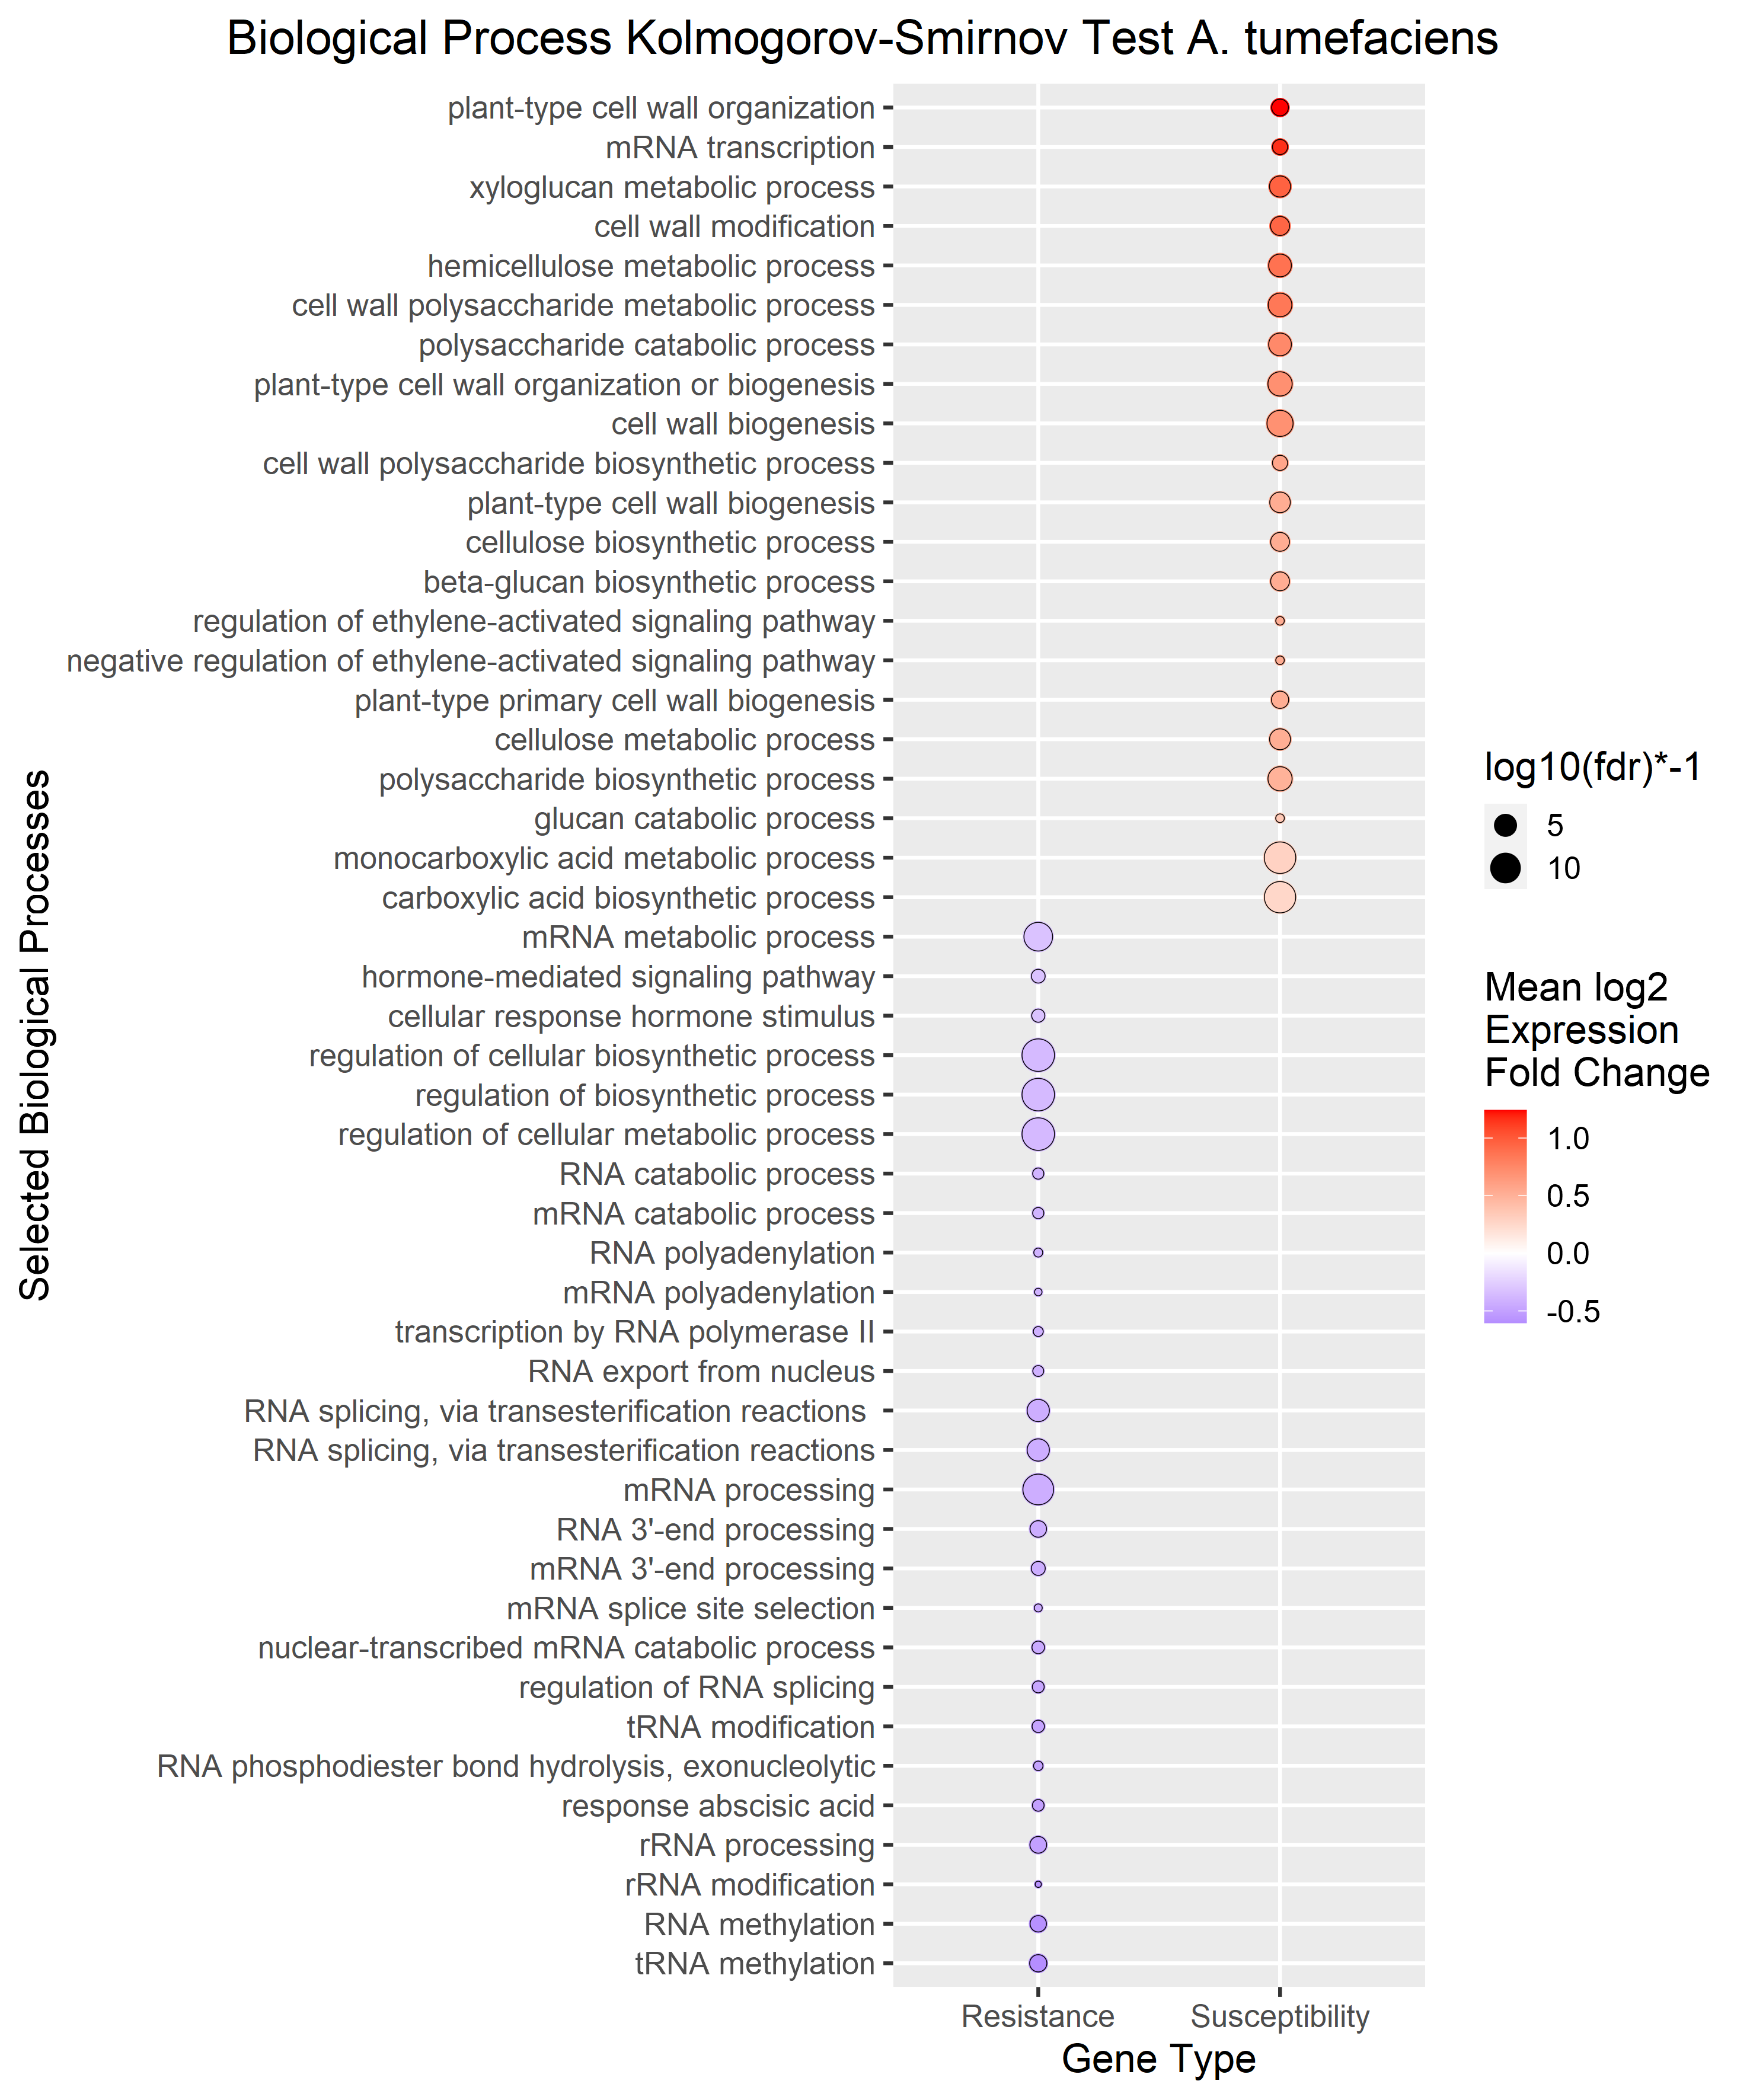 Biological Process Kolmogorov-Smirnov Test A. tumefaciens
Selected Biological Processes
plant-type cell wall organization
mRNA transcription
xyloglucan metabolic process
cell wall modification
hemicellulose metabolic process
cell wall polysaccharide metabolic process
polysaccharide catabolic process
plant-type cell wall organization or biogenesis
cell wall biogenesis
cell wall polysaccharide biosynthetic process
plant-type cell wall biogenesis
cellulose biosynthetic process
beta-glucan biosynthetic process
regulation of ethylene-activated signaling pathway
negative regulation of ethylene-activated signaling pathway
plant-type primary cell wall biogenesis
cellulose metabolic process
polysaccharide biosynthetic process
glucan catabolic process
monocarboxylic acid metabolic process
carboxylic acid biosynthetic process
mRNA metabolic process
hormone-mediated signaling pathway
cellular response hormone stimulus
regulation of cellular biosynthetic process
regulation of biosynthetic process
regulation of cellular metabolic process
RNA catabolic process
mRNA catabolic process
RNA polyadenylation
mRNA polyadenylation
transcription by RNA polymerase II
RNA export from nucleus
RNA splicing, via transesterification reactions
RNA splicing, via transesterification reactions
mRNA processing
RNA 3'-end processing
mRNA 3'-end processing
mRNA splice site selection
nuclear-transcribed mRNA catabolic process
regulation of RNA splicing
tRNA modification
RNA phosphodiester bond hydrolysis, exonucleolytic
response abscisic acid
rRNA processing
rRNA modification
RNA methylation
tRNA methylation
Resistance
Susceptibility
Gene Type
log10(fdr)*-1
5
10
Mean log2
Expression
Fold Change
1.0
0.5
0.0
-0.5